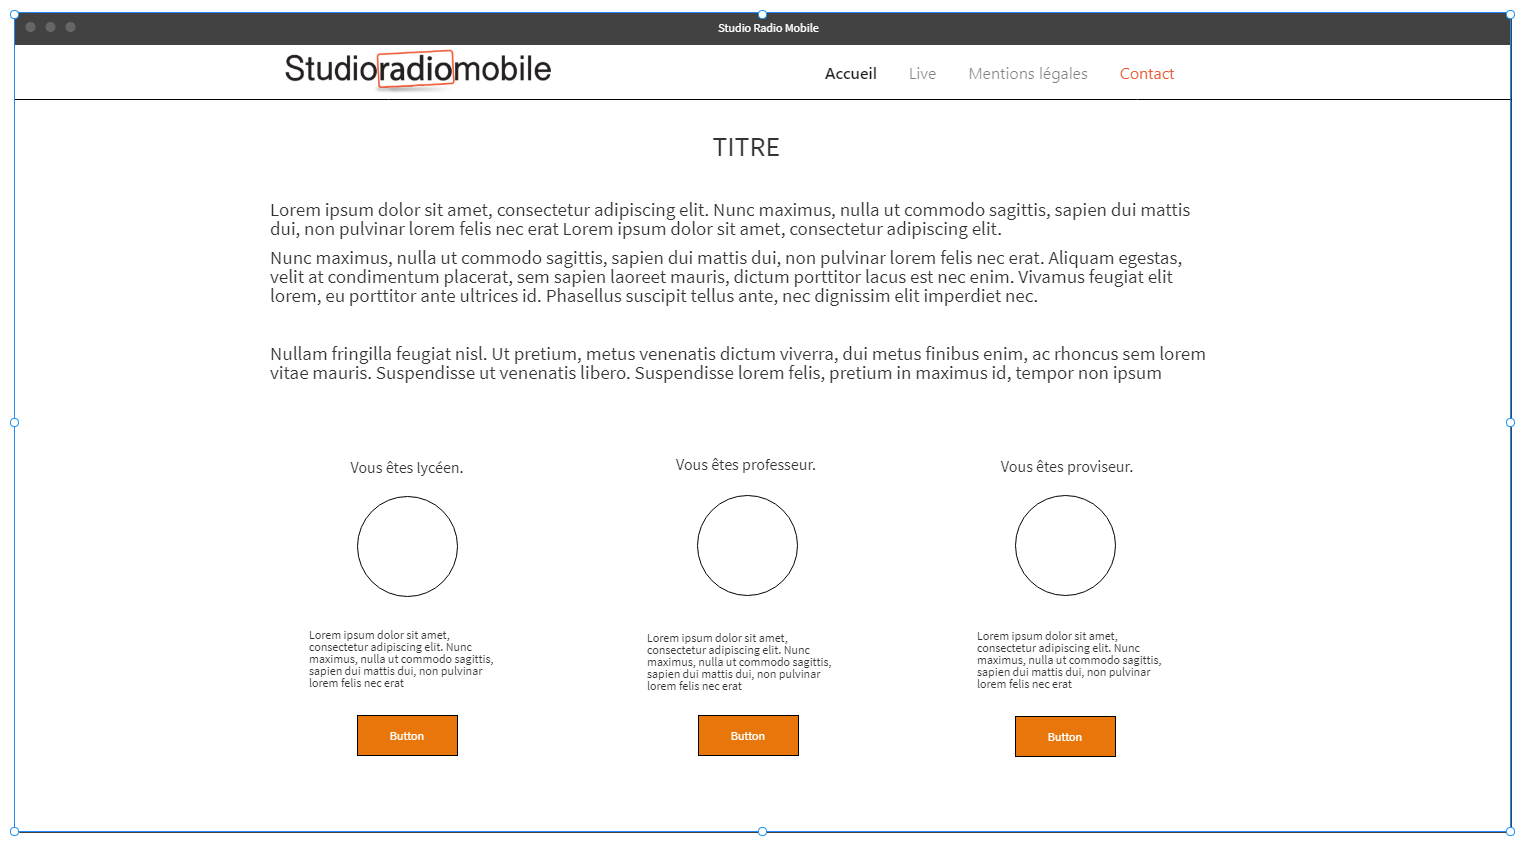 Studio Radio Mobile
Studioradiomobile
Accueil Live Mentions légales Contact
TITRE
Lorem ipsum dolor sit amet, consectetur adipiscing elit. Nunc maximus, nulla ut commodo sagittis, sapien dui mattis
dui, non pulvinar lorem felis nec erat Lorem ipsum dolor sit amet, consectetur adipiscing elit.
Nunc maximus, nulla ut commodo sagittis, sapien dui mattis dui, non pulvinar lorem felis nec erat. Aliquam egestas,
velit at condimentum placerat, sem sapien laoreet mauris, dictum porttitor lacus est nec enim. Vivamus feugiat elit
lorem, eu porttitor ante ultrices id. Phasellus suscipit tellus ante, nec dignissim elit imperdiet nec.
Nullam fringilla feugiat nisl. Ut pretium, metus venenatis dictum viverra, dui metus finibus enim, ac rhoncus sem lorem
vitae mauris. Suspendisse ut venenatis libero. Suspendisse lorem felis, pretium in maximus id, tempor non ipsum
Vous êtes lycéen.
Lorem ipsum dolor sit amet,
consectetur adipiscing elit. Nunc
maximus, nulla ut commodo sagittis,
sapien dui mattis dui, non pulvinar
lorem felis nec erat
Button
Vous êtes professeur.
Lorem ipsum dolor sit amet,
consectetur adipiscing elit. Nunc
maximus, nulla ut commodo sagittis,
sapien dui mattis dui, non pulvinar
lorem felis nec erat
Button
Vous êtes proviseur.
Lorem ipsum dolor sit amet,
consectetur adipiscing elit. Nunc
maximus, nulla ut commodo sagittis,
sapien dui mattis dui, non pulvinar
lorem felis nec erat
Button